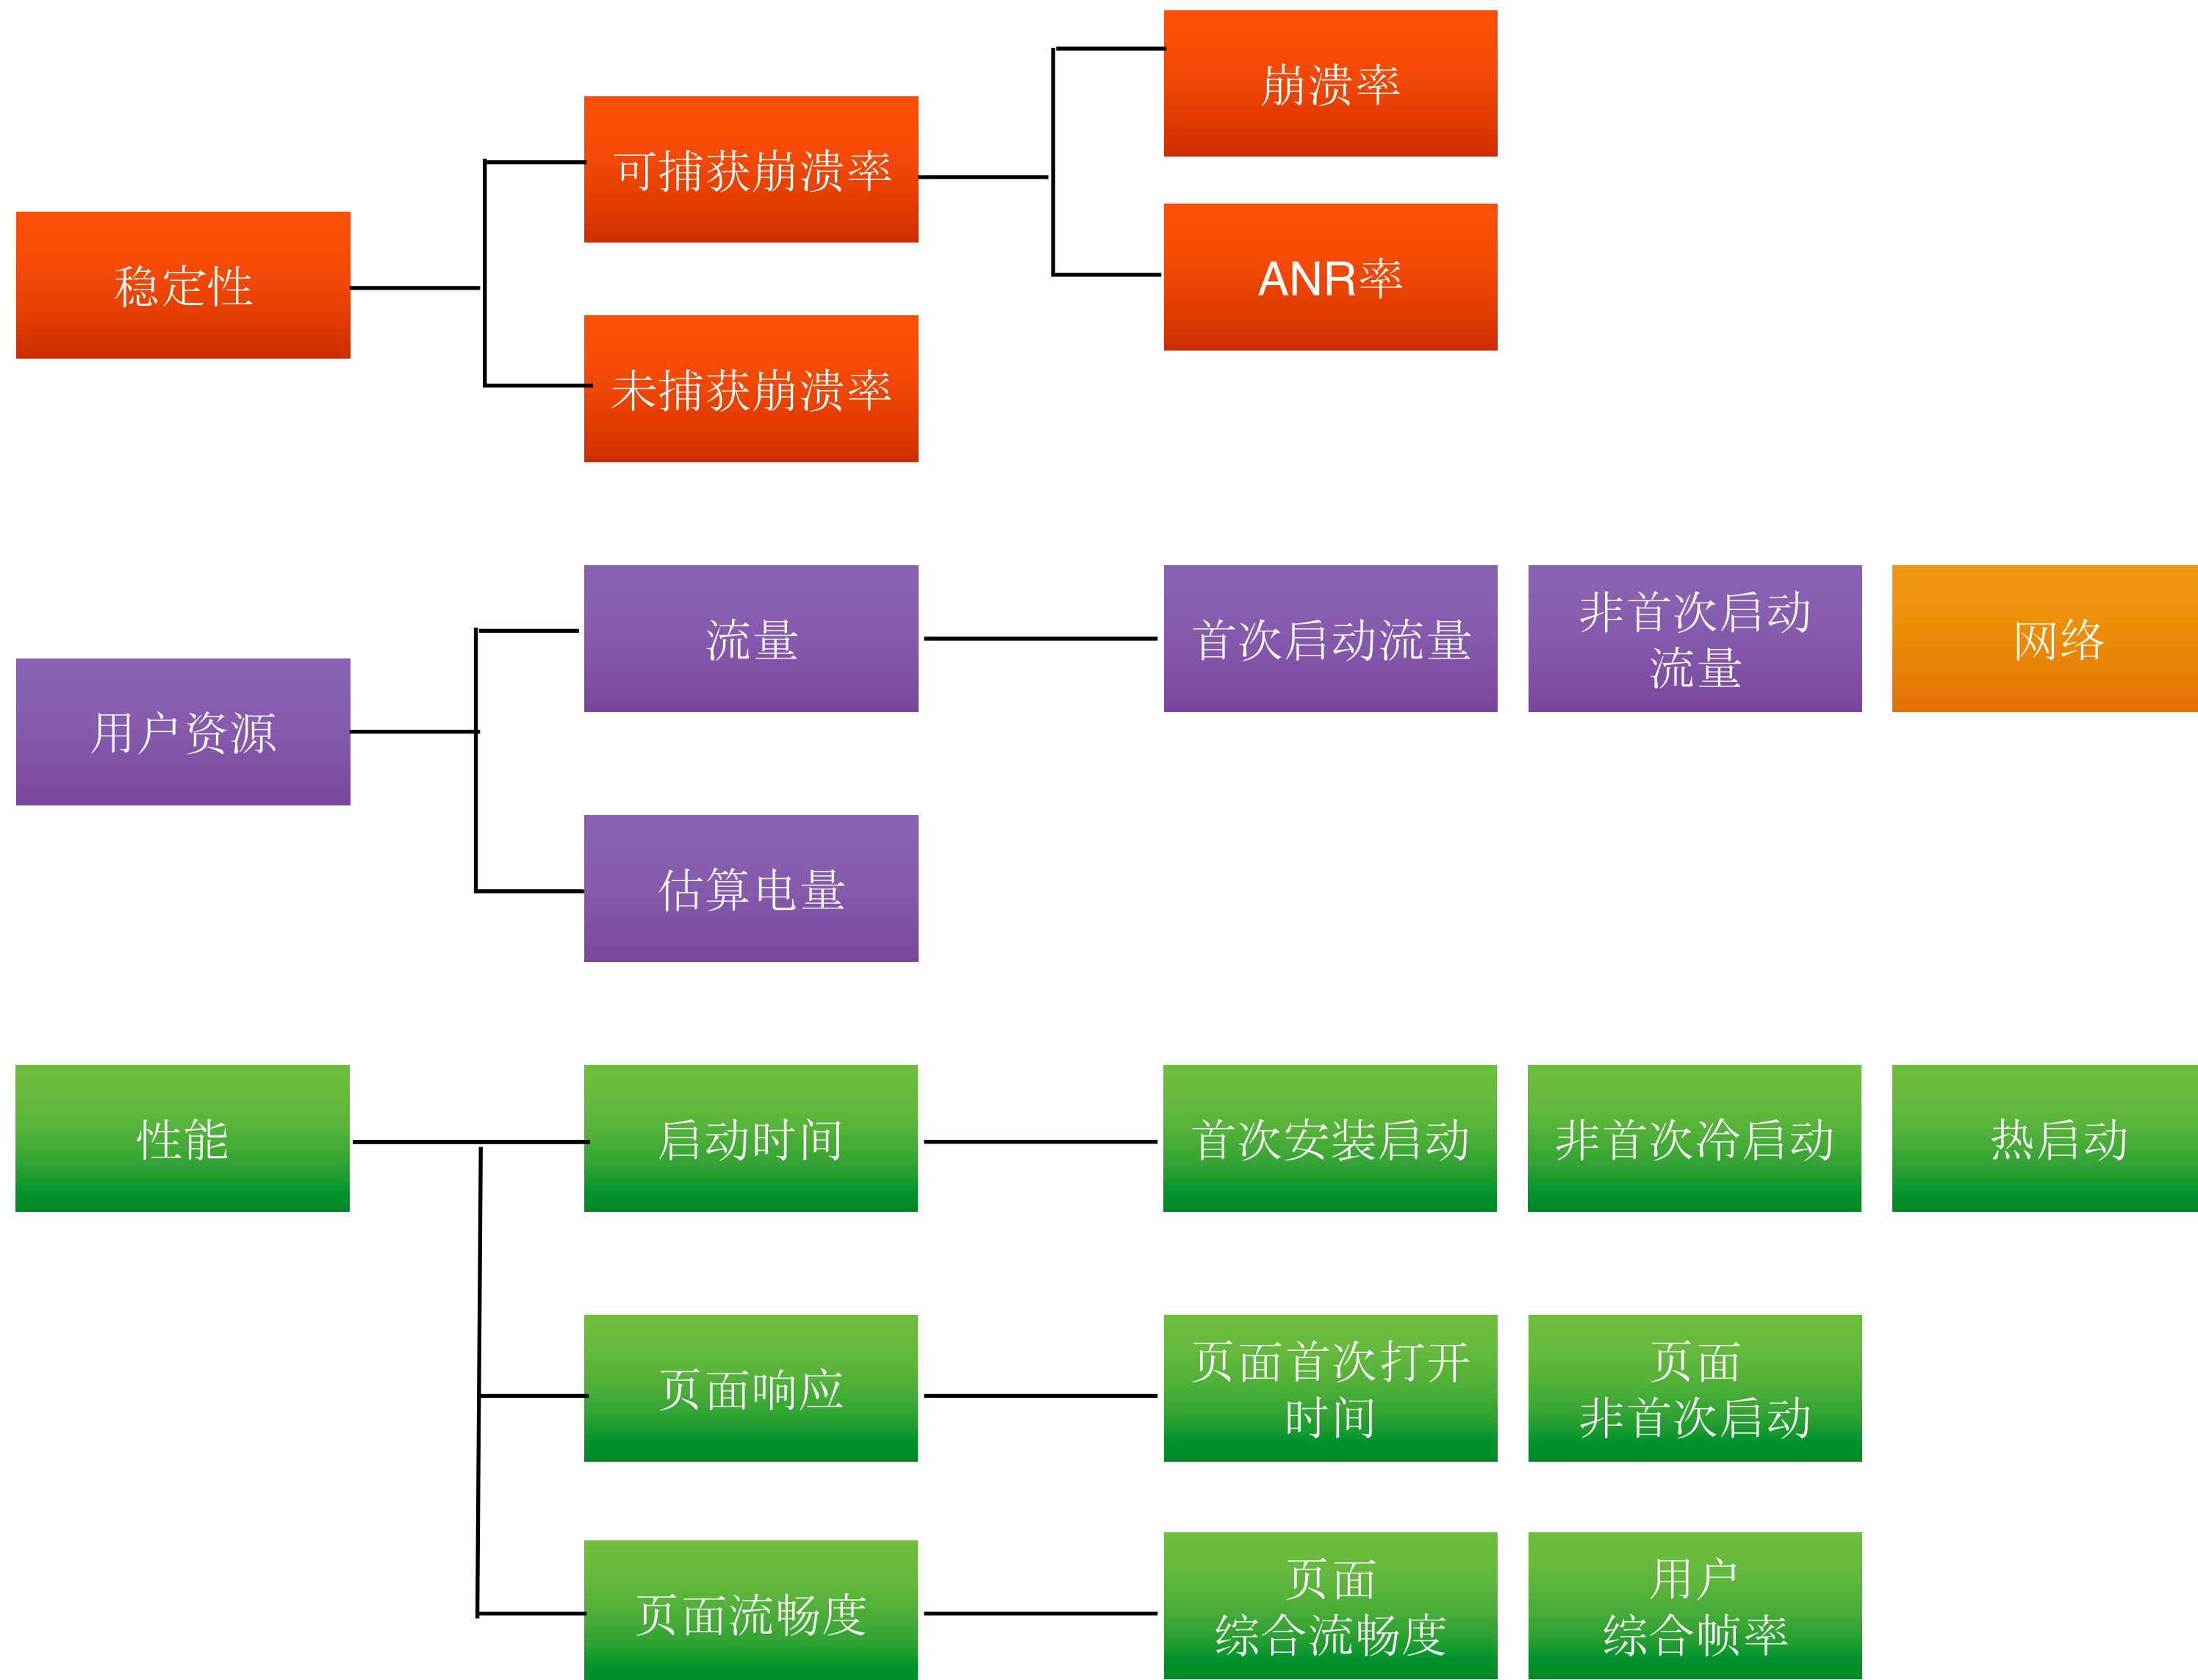 崩溃率
可捕获崩溃率
稳定性
ANR率
未捕获崩溃率
流量
首次启动流量
非首次启动
流量
网络
用户资源
估算电量
性能
启动时间
首次安装启动
非首次冷启动
热启动
页面响应
页面首次打开
时间
页面
非首次启动
页面流畅度
页面
综合流畅度
用户
综合帧率